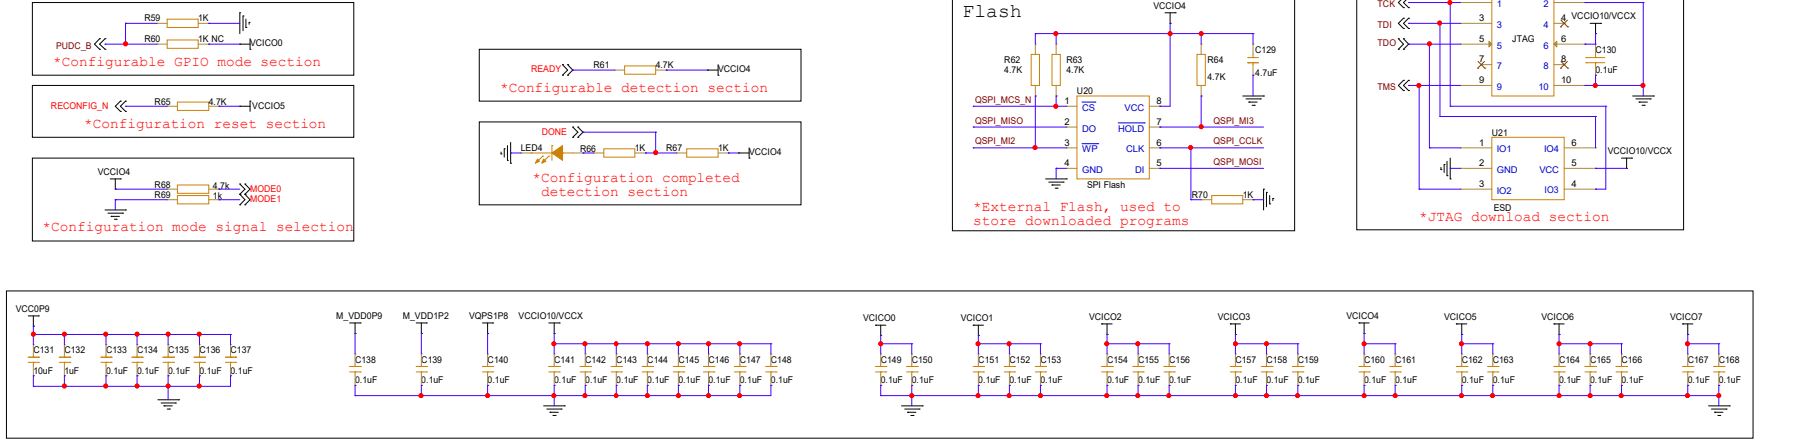 R59 1K
PUDC_B R60 1K NC VCICO0
*Configurable GPIO mode section
RECONFIG_N R65 4.7K VCCIO5
*Configuration reset section
VCCIO4
R68 4.7k MODE0
R69 1k MODE1
*Configuration mode signal selection
READY R61 4.7K VCCIO4
*Configurable detection section
DONE
LED4 R66 1K R67 1K VCCIO4
*Configuration completed
detection section
Flash
VCCIO4
R62
4.7K
R63
4.7K
R64
4.7K
C129
4.7uF
U20
QSPI_MCS_N 1 CS VCC 8
QSPI_MISO 2 DO HOLD 7 QSPI_MI3
QSPI_MI2 3 WP CLK 6 QSPI_CCLK
4 GND DI 5 QSPI_MOSI
SPI Flash
R70 1K
*External Flash, used to
store downloaded programs
TCK 1 2
TDI 3 3 4 4 VCCIO10/VCCX
TDO 5 5 JTAG 6 6
C130
0.1uF
7 7 8 8
TMS 9 9 10 10
U21
1 IO1 IO4 6
2 GND VCC 5 VCCIO10/VCCX
3 IO2 IO3 4
ESD
*JTAG download section
VCC0P9
C131 C132 C133 C134 C135 C136 C137
10uF 1uF 0.1uF 0.1uF 0.1uF 0.1uF 0.1uF
M_VDD0P9 M_VDD1P2 VQPS1P8 VCCIO10/VCCX
C138 C139 C140 C141 C142 C143 C144 C145 C146 C147 C148
0.1uF 0.1uF 0.1uF 0.1uF 0.1uF 0.1uF 0.1uF 0.1uF 0.1uF 0.1uF 0.1uF
VCICO0 VCICO1 VCICO2 VCICO3 VCICO4 VCICO5 VCICO6 VCICO7
C149 C150 C151 C152 C153 C154 C155 C156 C157 C158 C159 C160 C161 C162 C163 C164 C165 C166 C167 C168
0.1uF 0.1uF 0.1uF 0.1uF 0.1uF 0.1uF 0.1uF 0.1uF 0.1uF 0.1uF 0.1uF 0.1uF 0.1uF 0.1uF 0.1uF 0.1uF 0.1uF 0.1uF 0.1uF 0.1uF